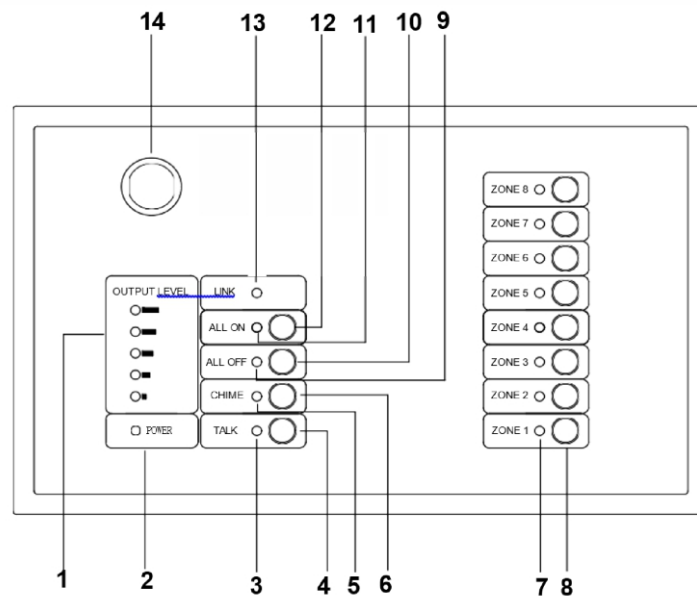 14 13 12 11 10 9
ZONE 8
ZONE 7
ZONE 6
OUTPUT LEVEL LINK ZONE 5
ALL ON ZONE 4
ALL OFF ZONE 3
CHIME ZONE 2
POWER TALK ZONE 1
1 2 3 4 5 6 7 8